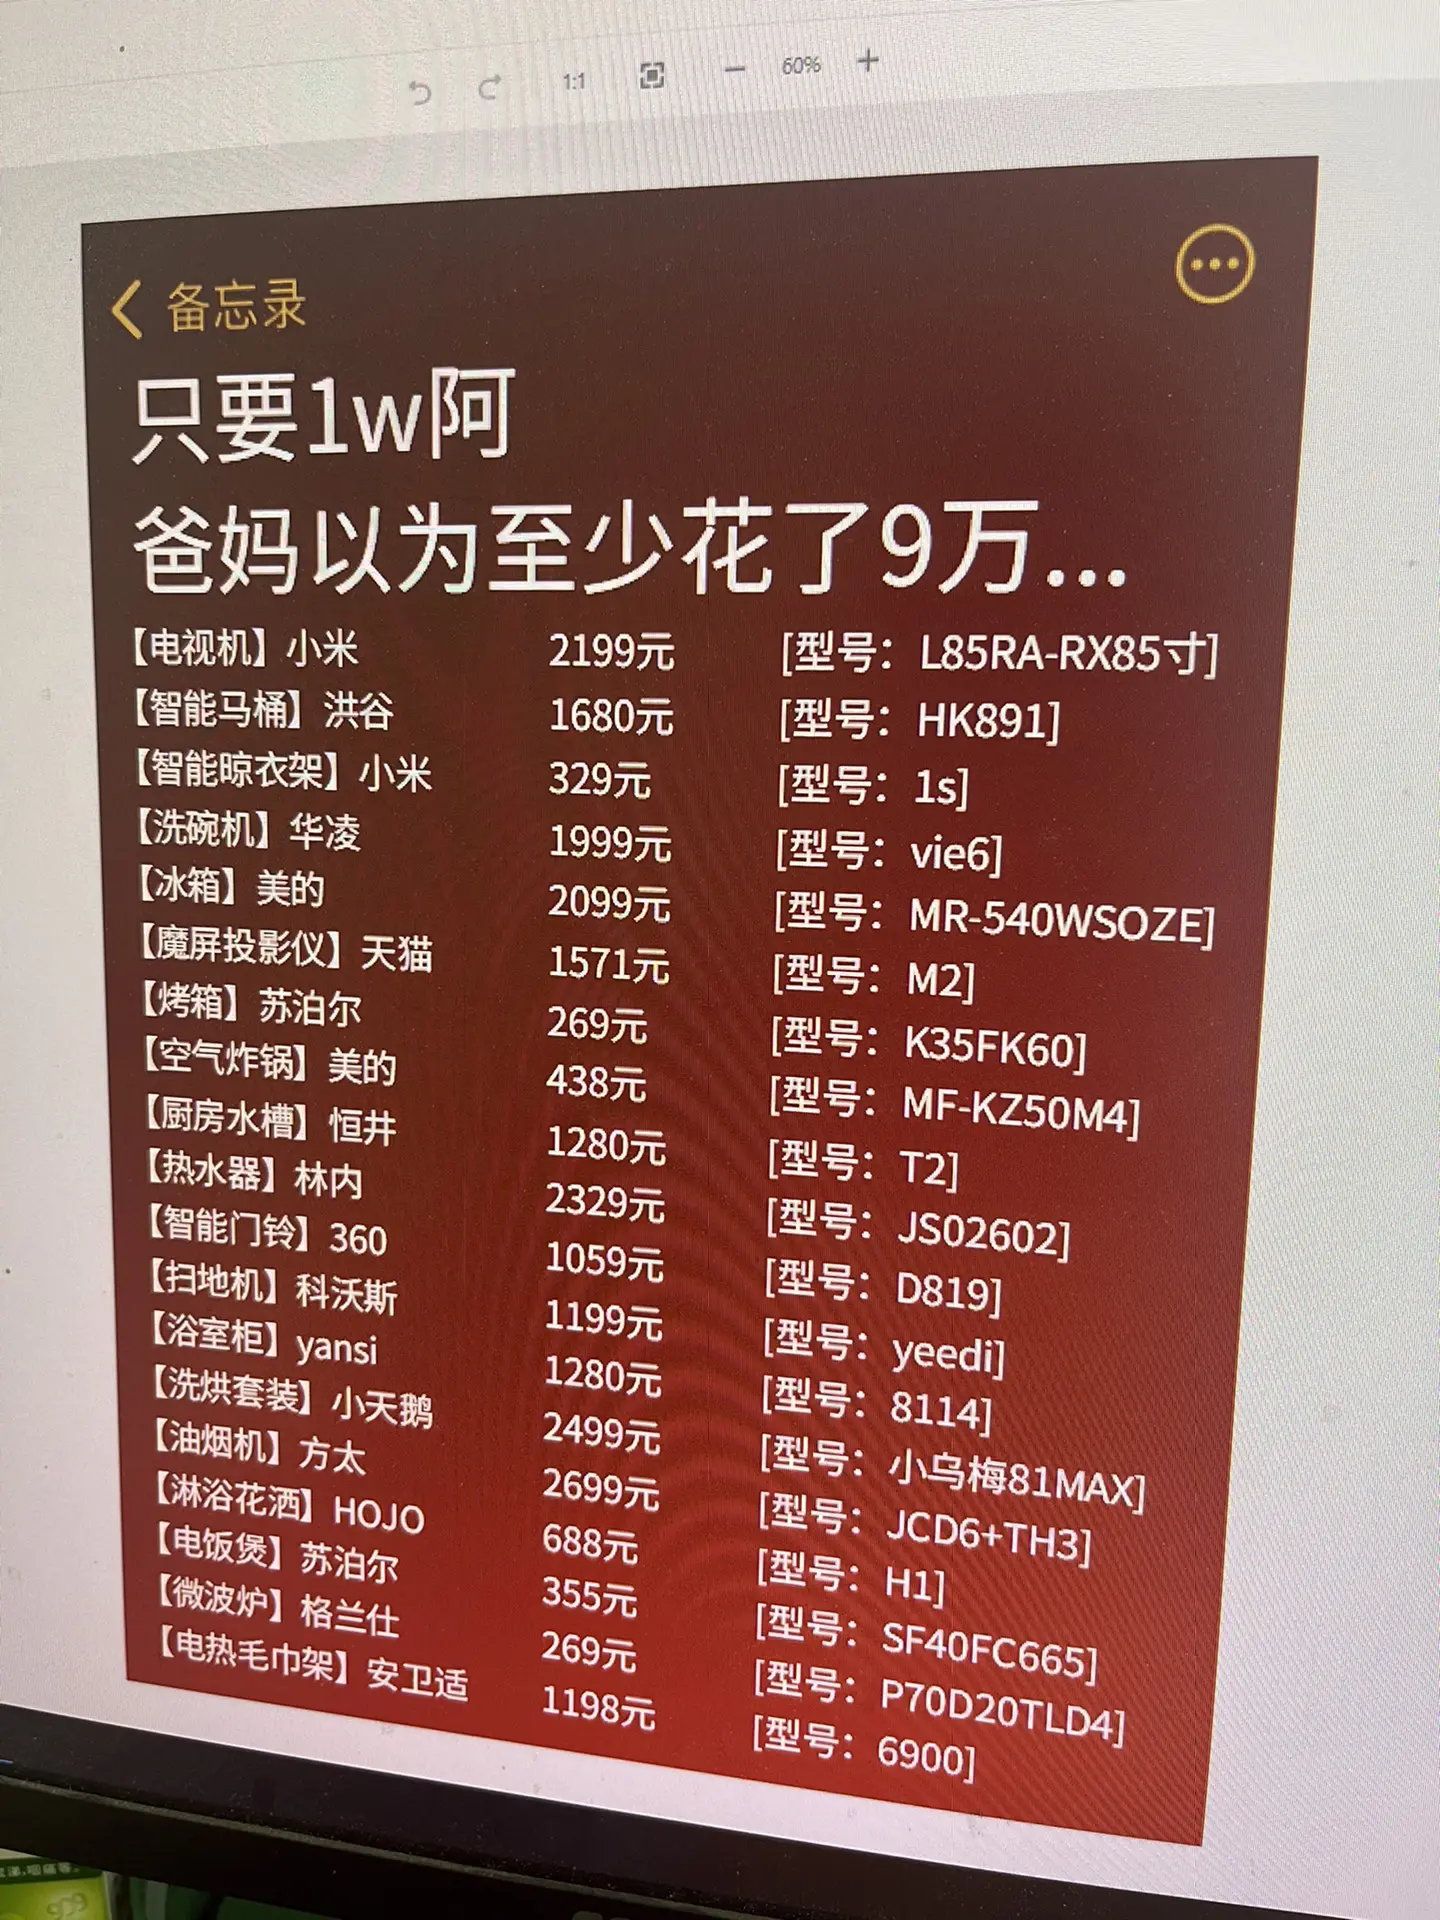 1:1 60%
备忘录
只要1w阿
爸妈以为至少花了9万...
【电视机】小米 2199元 [型号：L85RA-RX85寸]
【智能马桶】洪谷 1680元 [型号：HK891]
【智能晾衣架】小米 329元 [型号：1s]
【洗碗机】华凌 1999元 [型号：vie6]
【冰箱】美的 2099元 [型号：MR-540WSOZE]
【魔屏投影仪】天猫 1571元 [型号：M2]
【烤箱】苏泊尔 269元 [型号：K35FK60]
【空气炸锅】美的 438元 [型号：MF-KZ50M4]
【厨房水槽】恒井 1280元 [型号：T2]
【热水器】林内 2329元 [型号：JS02602]
【智能门铃】360 1059元 [型号：D819]
【扫地机】科沃斯 1199元 [型号：yeedi]
【浴室柜】yansi 1280元 [型号：8114]
【洗烘套装】小天鹅 2499元 [型号：小乌梅81MAX]
【油烟机】方太 2699元 [型号：JCD6+TH3]
【淋浴花洒】HOJO 688元 [型号：H1]
【电饭煲】苏泊尔 355元 [型号：SF40FC665]
【微波炉】格兰仕 269元 [型号：P70D20TLD4]
【电热毛巾架】安卫适 1198元 [型号：6900]